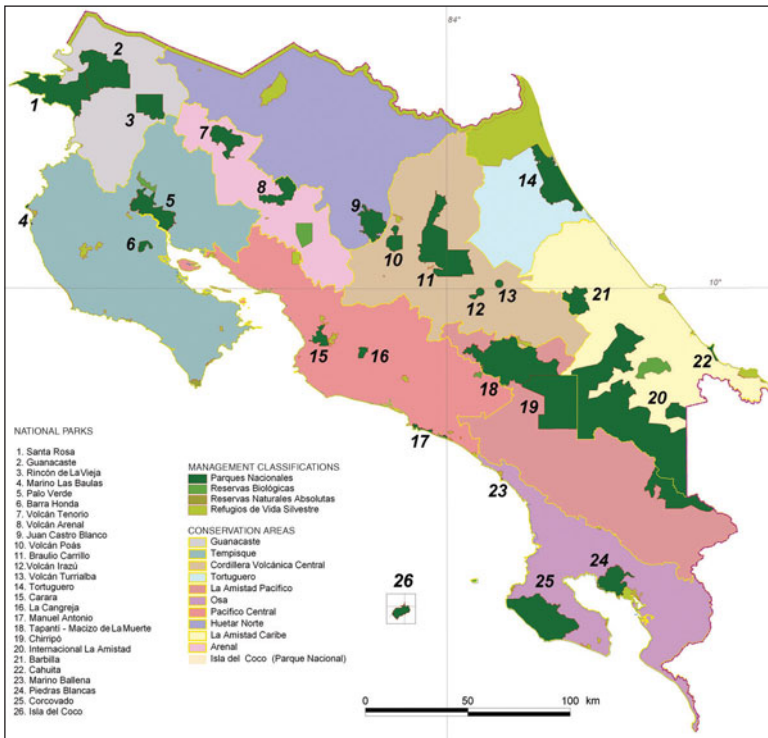 84°
2
1
3
7
14
8
4
5
9
6
10
11
10°
12
13
21
15
16
22
18
20
19
17
23
24
25
26
NATIONAL PARKS
1. Santa Rosa
2. Guanacaste
3. Rincón de La Vieja
4. Marino Las Baulas
5. Palo Verde
6. Barra Honda
7. Volcán Tenorio
8. Volcán Arenal
9. Juan Castro Blanco
10. Volcán Poás
11. Braulio Carrillo
12. Volcán Irazú
13. Volcán Turrialba
14. Tortuguero
15. Carara
16. La Cangreja
17. Manuel Antonio
18. Tapantí - Macizo de La Muerte
19. Chirripó
20. Internacional La Amistad
21. Barbilla
22. Cahuita
23. Marino Ballena
24. Piedras Blancas
25. Corcovado
26. Isla del Coco
MANAGEMENT CLASSIFICATIONS
Parques Nacionales
Reservas Biológicas
Reservas Naturales Absolutas
Refugios de Vida Silvestre
CONSERVATION AREAS
Guanacaste
Tempisque
Cordillera Volcánica Central
Tortuguero
La Amistad Pacífico
Osa
Pacífico Central
Huetar Norte
La Amistad Caribe
Arenal
Isla del Coco (Parque Nacional)
0 50 100 km